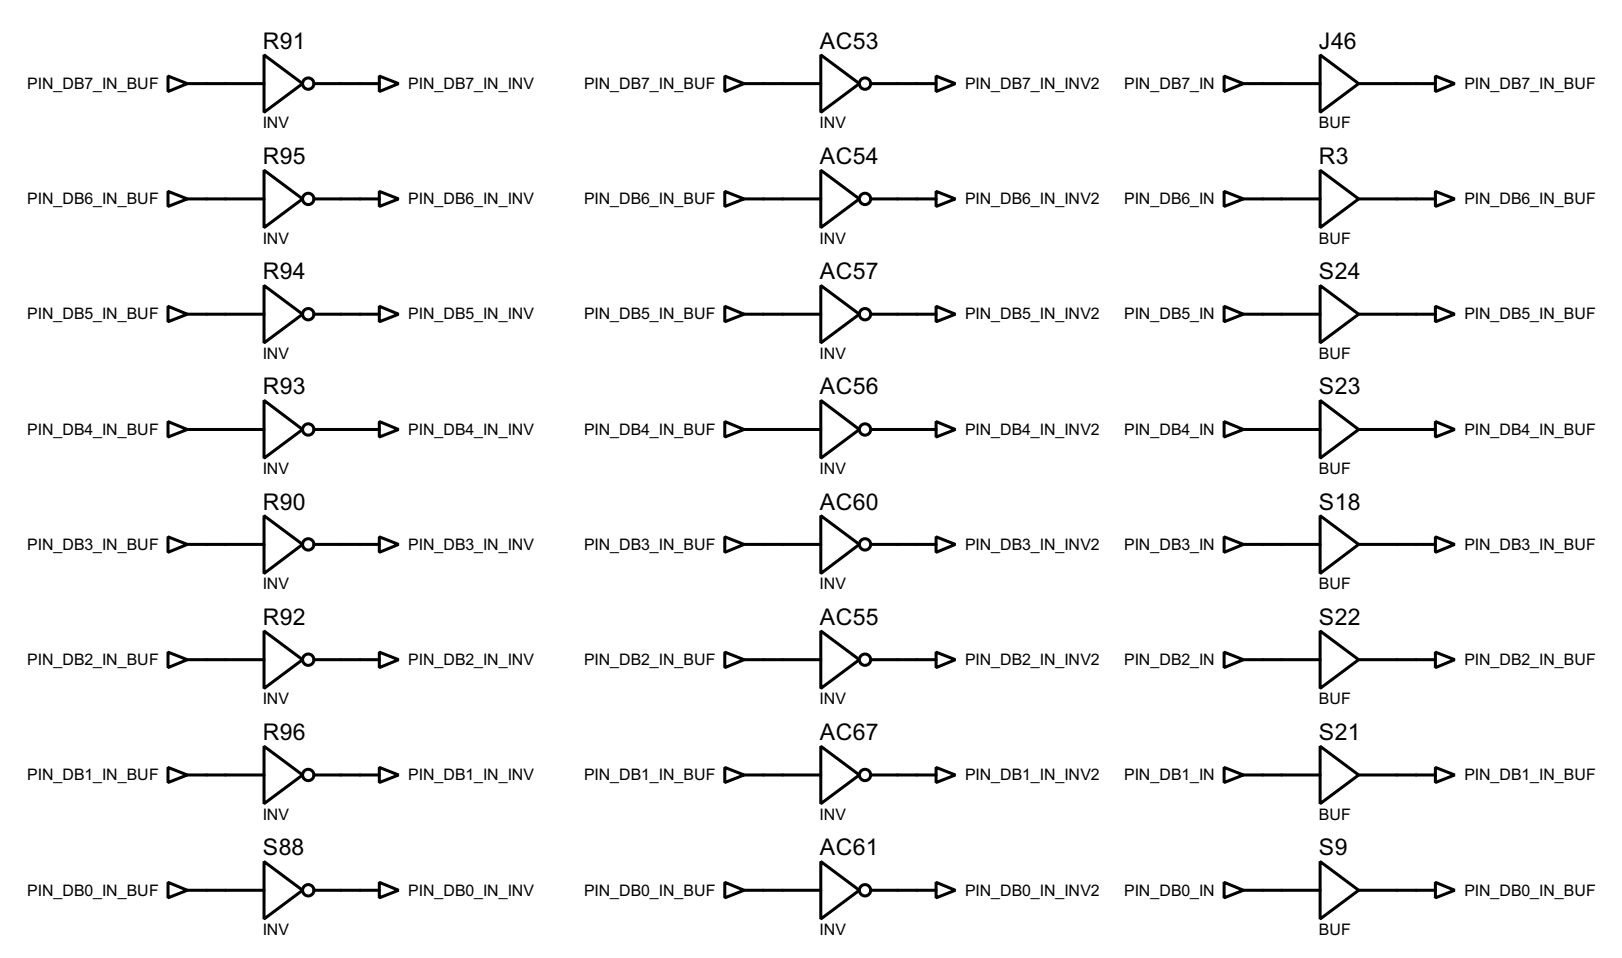 R91 AC53 J46
PIN_DB7_IN_BUF PIN_DB7_IN_INV PIN_DB7_IN_BUF PIN_DB7_IN_INV2 PIN_DB7_IN PIN_DB7_IN_BUF
INV INV BUF
R95 AC54 R3
PIN_DB6_IN_BUF PIN_DB6_IN_INV PIN_DB6_IN_BUF PIN_DB6_IN_INV2 PIN_DB6_IN PIN_DB6_IN_BUF
INV INV BUF
R94 AC57 S24
PIN_DB5_IN_BUF PIN_DB5_IN_INV PIN_DB5_IN_BUF PIN_DB5_IN_INV2 PIN_DB5_IN PIN_DB5_IN_BUF
INV INV BUF
R93 AC56 S23
PIN_DB4_IN_BUF PIN_DB4_IN_INV PIN_DB4_IN_BUF PIN_DB4_IN_INV2 PIN_DB4_IN PIN_DB4_IN_BUF
INV INV BUF
R90 AC60 S18
PIN_DB3_IN_BUF PIN_DB3_IN_INV PIN_DB3_IN_BUF PIN_DB3_IN_INV2 PIN_DB3_IN PIN_DB3_IN_BUF
INV INV BUF
R92 AC55 S22
PIN_DB2_IN_BUF PIN_DB2_IN_INV PIN_DB2_IN_BUF PIN_DB2_IN_INV2 PIN_DB2_IN PIN_DB2_IN_BUF
INV INV BUF
R96 AC67 S21
PIN_DB1_IN_BUF PIN_DB1_IN_INV PIN_DB1_IN_BUF PIN_DB1_IN_INV2 PIN_DB1_IN PIN_DB1_IN_BUF
INV INV BUF
S88 AC61 S9
PIN_DB0_IN_BUF PIN_DB0_IN_INV PIN_DB0_IN_BUF PIN_DB0_IN_INV2 PIN_DB0_IN PIN_DB0_IN_BUF
INV INV BUF